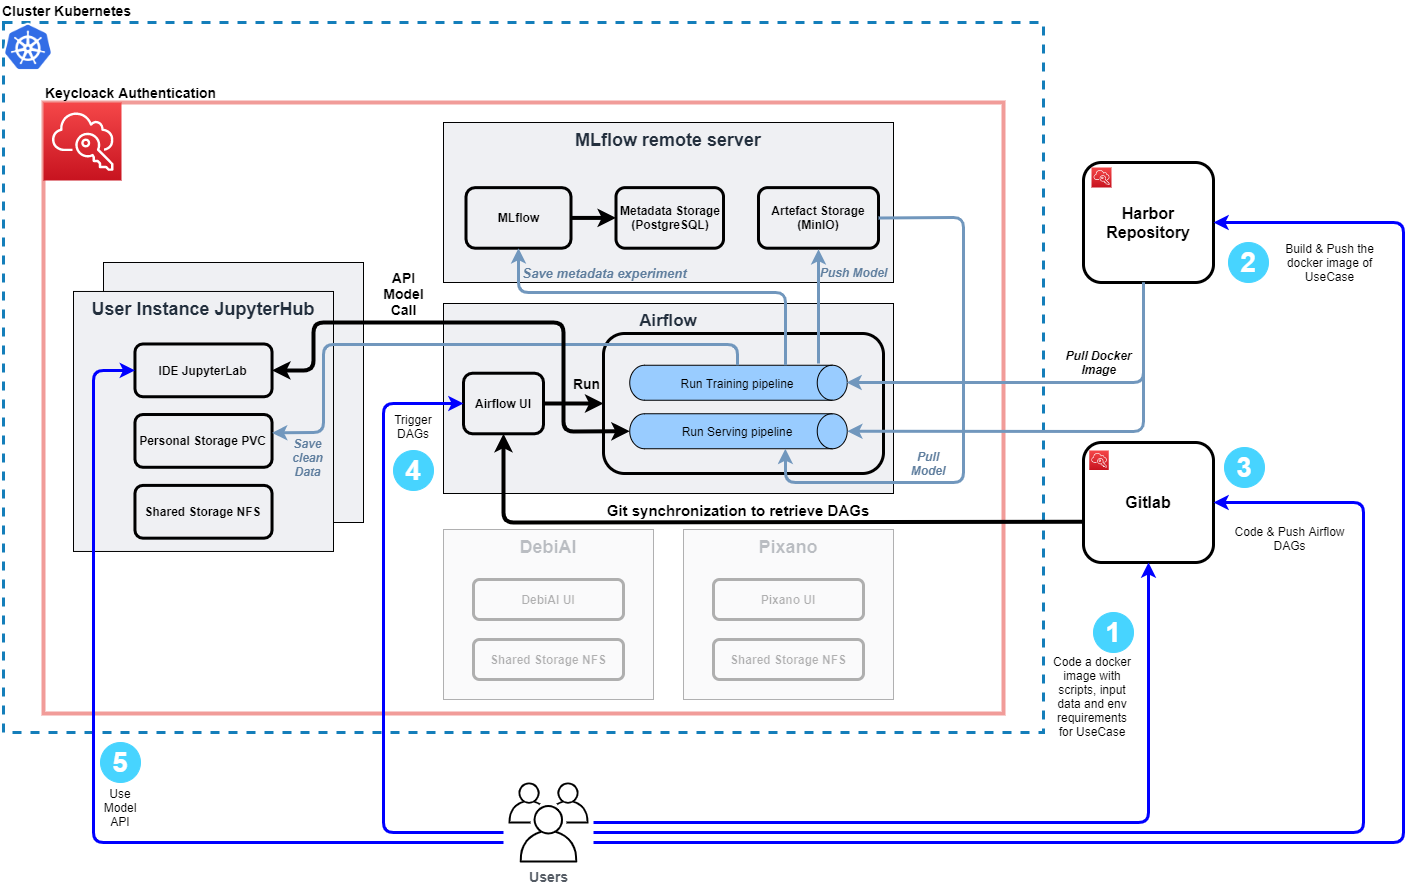 Cluster Kubernetes
Keycloack Authentication
MLflow remote server
MLflow
Metadata Storage
(PostgreSQL)
Artefact Storage
(MinIO)
Save metadata experiment
Push Model
Harbor
Repository
2
Build & Push the
docker image of
UseCase
API
Model
Call
User Instance JupyterHub
IDE JupyterLab
Personal Storage PVC
Shared Storage NFS
Save
clean
Data
Airflow
Airflow UI
Run
Run Training pipeline
Run Serving pipeline
Pull
Model
Trigger
DAGs
4
Pull Docker
Image
Gitlab
3
Code & Push Airflow
DAGs
Git synchronization to retrieve DAGs
DebiAI
DebiAI UI
Shared Storage NFS
Pixano
Pixano UI
Shared Storage NFS
1
Code a docker
image with
scripts, input
data and env
requirements
for UseCase
5
Use
Model
API
Users